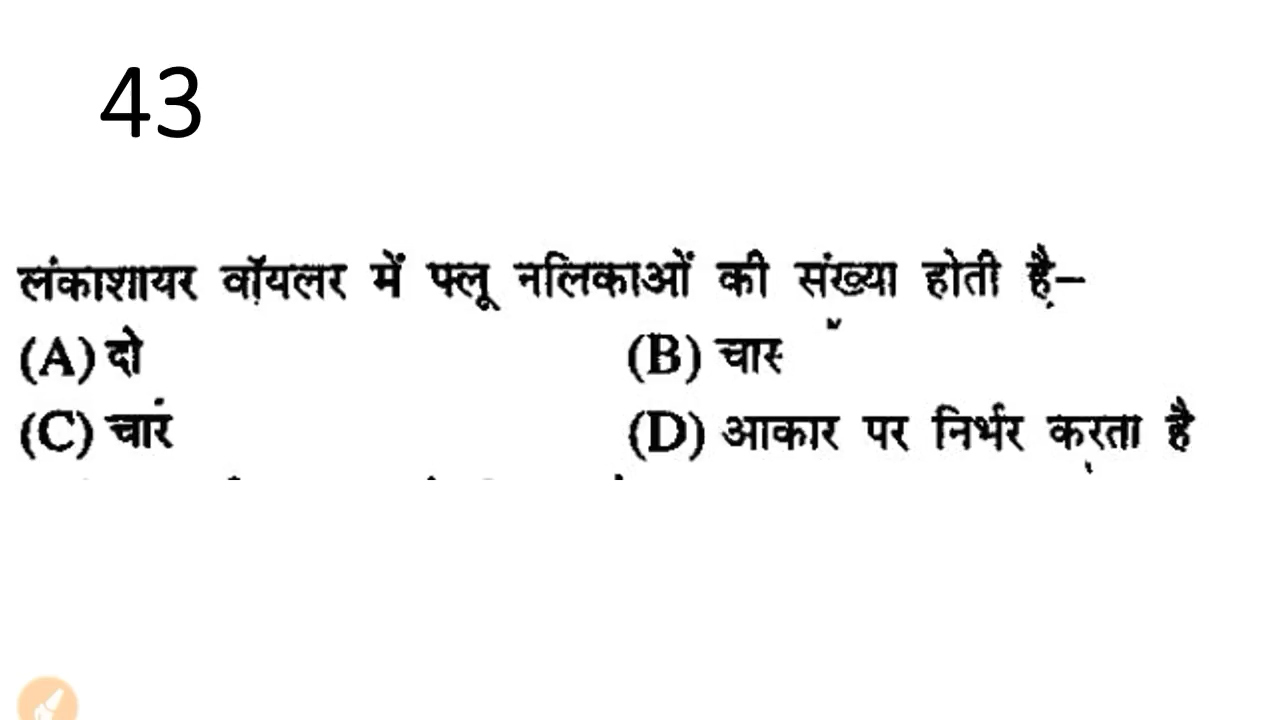 43
लंकाशायर वॉयलर में फ्लू नलिकाओं की संख्या होती है–
(A) दो (B) चार
(C) चार (D) आकार पर निर्भर करता है